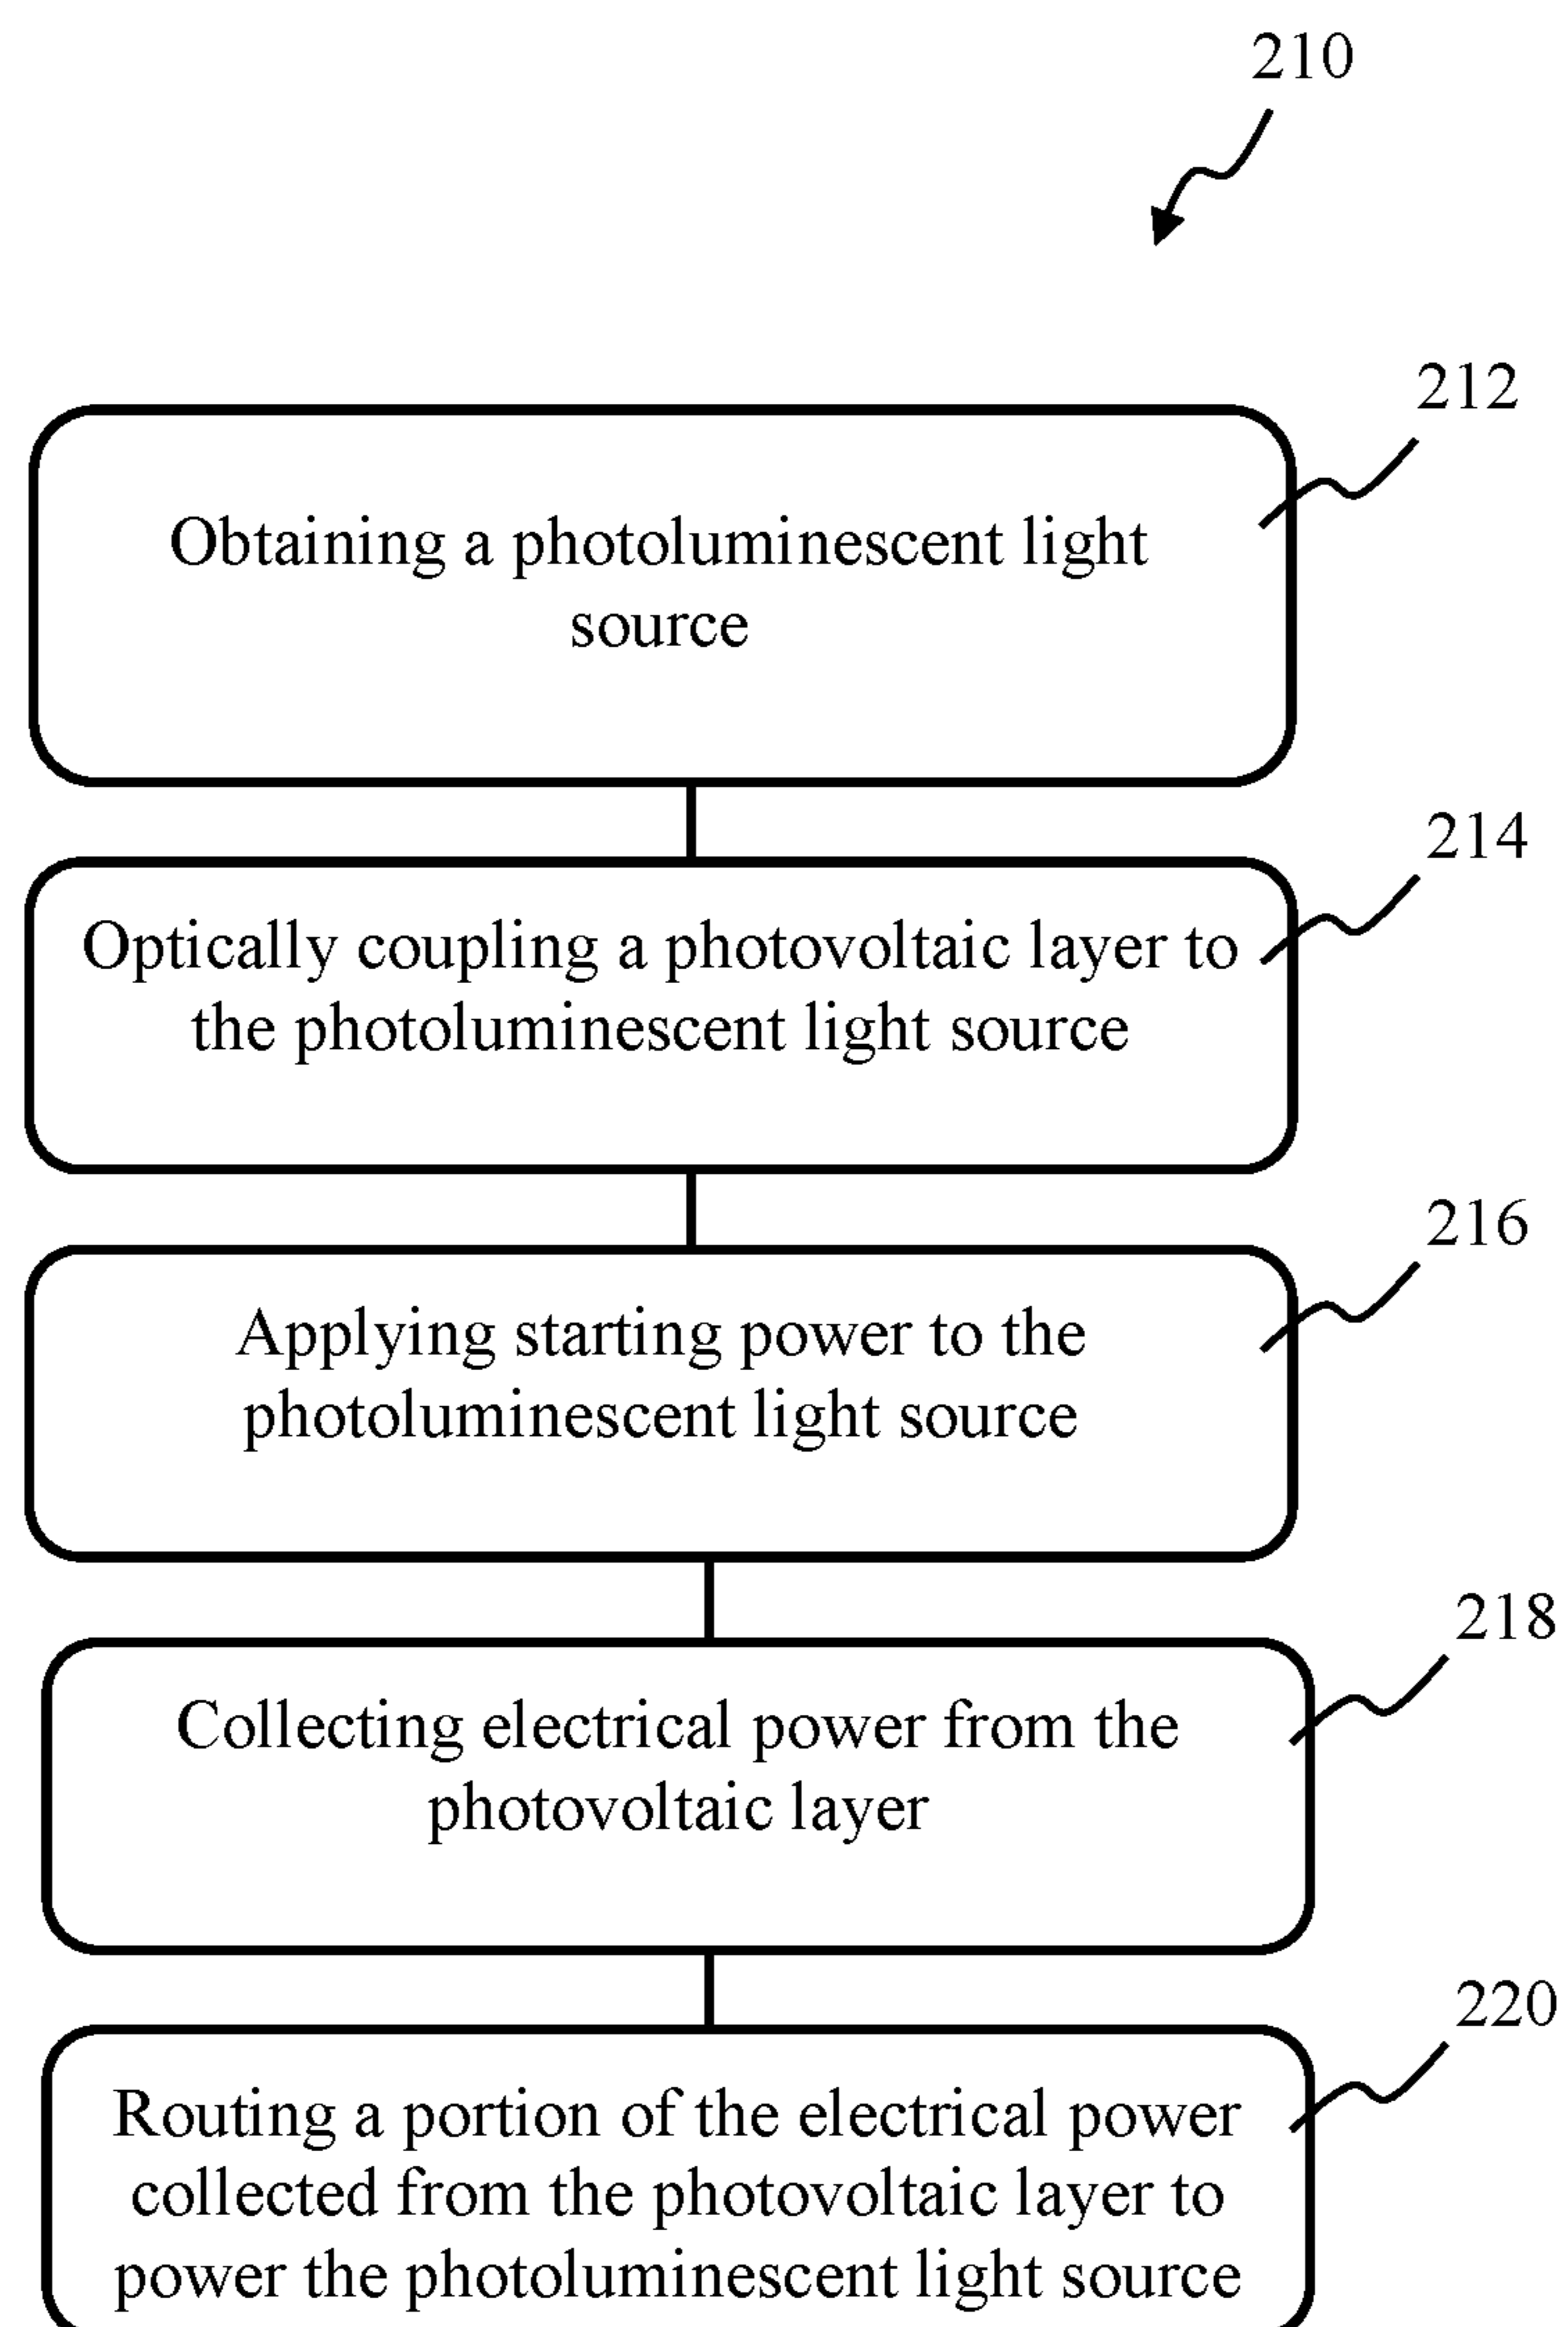 210
212
Obtaining a photoluminescent light
source
214
Optically coupling a photovoltaic layer to
the photoluminescent light source
216
Applying starting power to the
photoluminescent light source
218
Collecting electrical power from the
photovoltaic layer
220
Routing a portion of the electrical power
collected from the photovoltaic layer to
power the photoluminescent light source